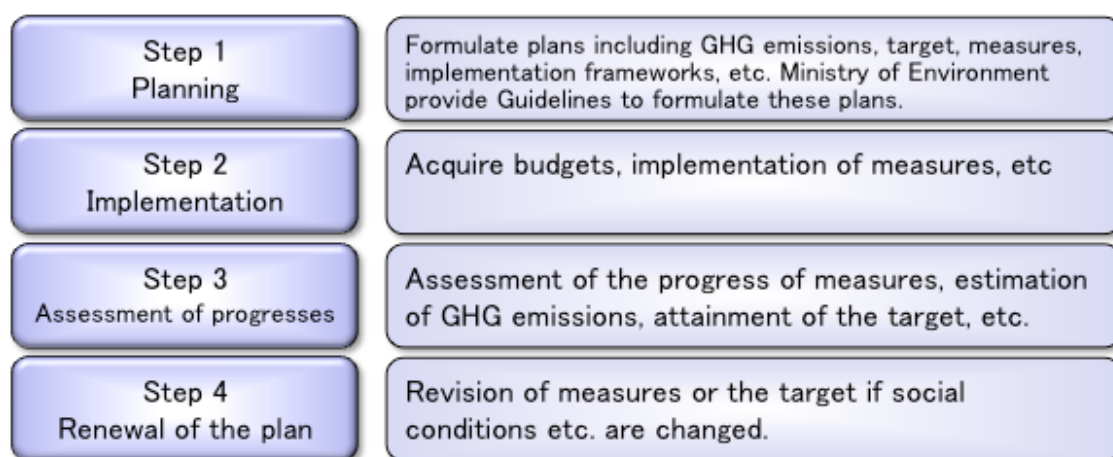 Step 1
Planning
Formulate plans including GHG emissions, target, measures,
implementation frameworks, etc. Ministry of Environment
provide Guidelines to formulate these plans.
Step 2
Implementation
Acquire budgets, implementation of measures, etc
Step 3
Assessment of progresses
Assessment of the progress of measures, estimation
of GHG emissions, attainment of the target, etc.
Step 4
Renewal of the plan
Revision of measures or the target if social
conditions etc. are changed.